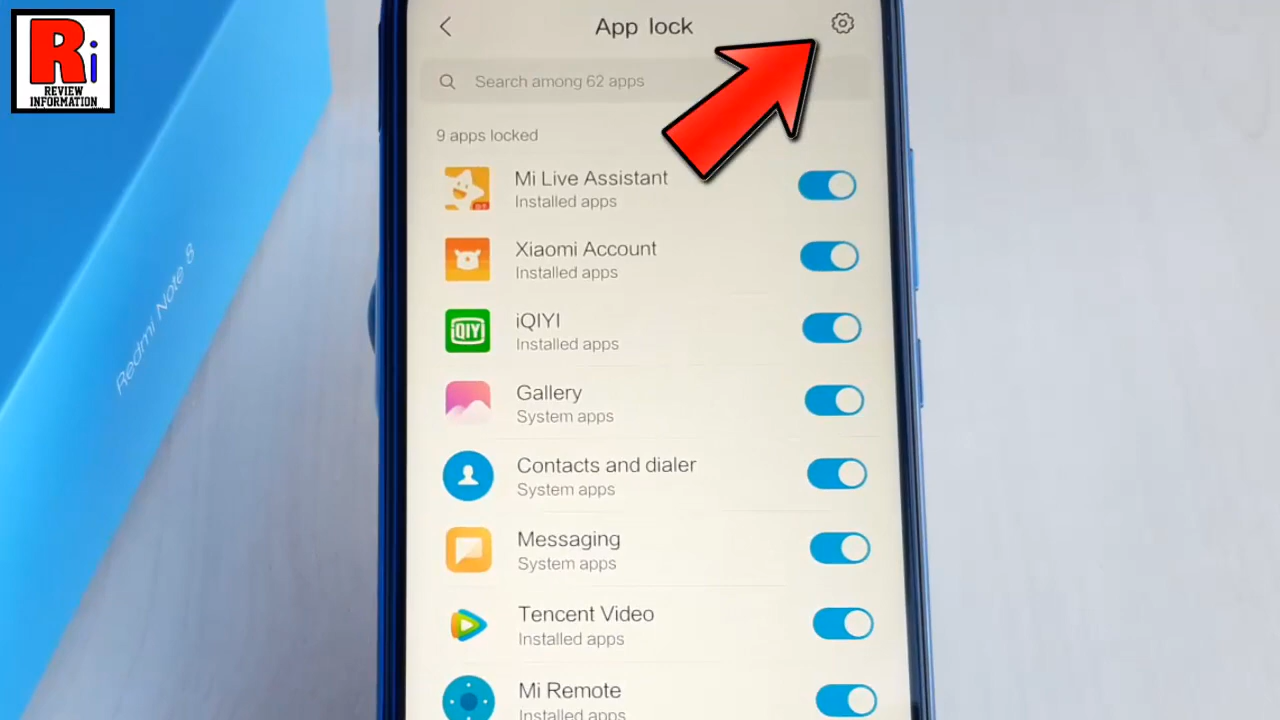 Ri
REVIEW
INFORMATION
Redmi Note 8
App lock
Search among 62 apps
9 apps locked
Mi Live Assistant
Installed apps
Xiaomi Account
Installed apps
QIY
iQIYI
Installed apps
Gallery
System apps
Contacts and dialer
System apps
Messaging
System apps
Tencent Video
Installed apps
Mi Remote
Installed apps